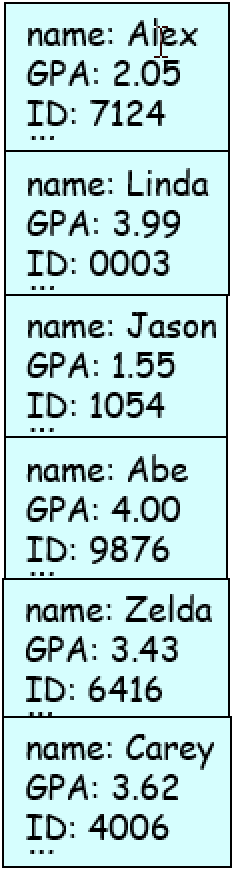 name: Alex
GPA: 2.05
ID: 7124
...
name: Linda
GPA: 3.99
ID: 0003
...
name: Jason
GPA: 1.55
ID: 1054
...
name: Abe
GPA: 4.00
ID: 9876
...
name: Zelda
GPA: 3.43
ID: 6416
...
name: Carey
GPA: 3.62
ID: 4006
...